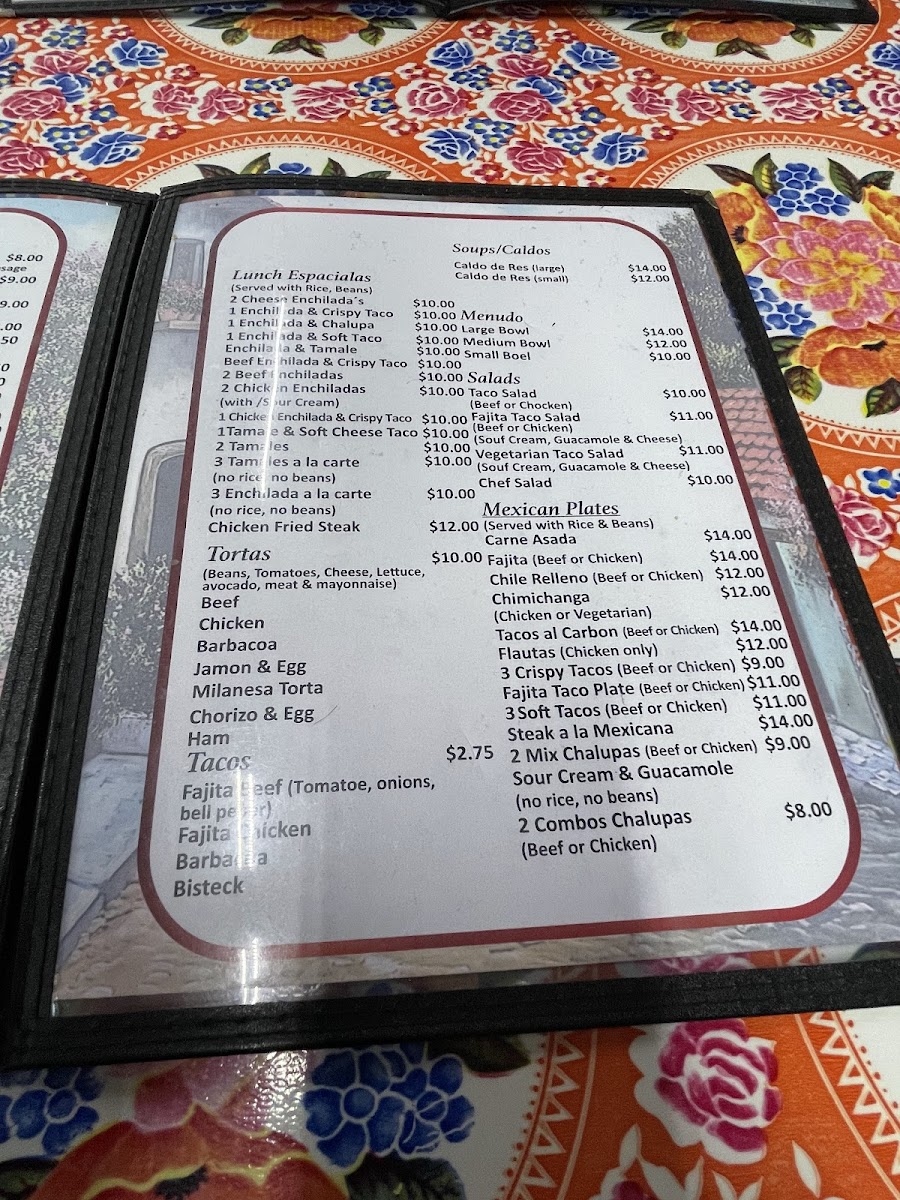 $8.00
sage
$9.00
9.00
.00
50
Lunch Espacialas
(Served with Rice, Beans)
2 Cheese Enchilada´s $10.00
1 Enchilada & Crispy Taco $10.00
1 Enchilada & Chalupa $10.00
1 Enchilada & Soft Taco $10.00
Enchilada & Tamale $10.00
Beef Enchilada & Crispy Taco $10.00
2 Beef Enchiladas $10.00
2 Chicken Enchiladas $10.00
(with /Sour Cream)
1 Chicken Enchilada & Crispy Taco $10.00
1Tamale & Soft Cheese Taco $10.00
2 Tamales $10.00
3 Tamales a la carte $10.00
(no rice, no beans)
3 Enchilada a la carte $10.00
(no rice, no beans)
Chicken Fried Steak $12.00
Tortas $10.00
(Beans, Tomatoes, Cheese, Lettuce,
avocado, meat & mayonnaise)
Beef
Chicken
Barbacoa
Jamon & Egg
Milanesa Torta
Chorizo & Egg
Ham
Tacos $2.75
Fajita Beef (Tomatoe, onions,
bell peper)
Fajita Chicken
Barbacoa
Bisteck
Soups/Caldos
Caldo de Res (large) $14.00
Caldo de Res (small) $12.00
Menudo
Large Bowl $14.00
Medium Bowl $12.00
Small Boel $10.00
Salads
Taco Salad $10.00
(Beef or Chocken)
Fajita Taco Salad $11.00
(Beef or Chicken)
(Souf Cream, Guacamole & Cheese)
Vegetarian Taco Salad $11.00
(Souf Cream, Guacamole & Cheese)
Chef Salad $10.00
Mexican Plates
(Served with Rice & Beans)
Carne Asada $14.00
Fajita (Beef or Chicken) $14.00
Chile Relleno (Beef or Chicken) $12.00
Chimichanga $12.00
(Chicken or Vegetarian)
Tacos al Carbon (Beef or Chicken) $14.00
Flautas (Chicken only) $12.00
3 Crispy Tacos (Beef or Chicken) $9.00
Fajita Taco Plate (Beef or Chicken) $11.00
3 Soft Tacos (Beef or Chicken) $11.00
Steak a la Mexicana $14.00
2 Mix Chalupas (Beef or Chicken) $9.00
Sour Cream & Guacamole
(no rice, no beans)
2 Combos Chalupas $8.00
(Beef or Chicken)